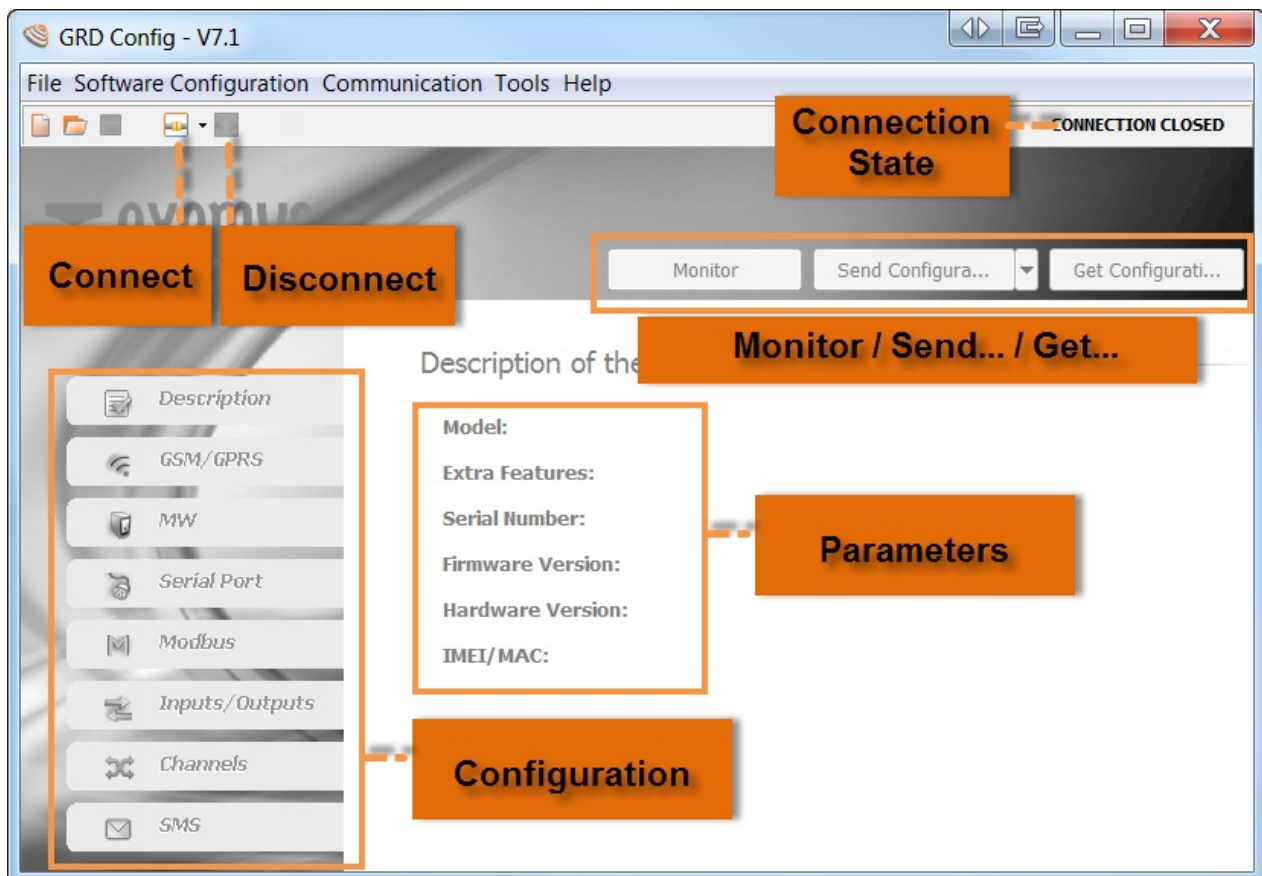 GRD Config - V7.1
File Software Configuration Communication Tools Help
Connection
State
CONNECTION CLOSED
exemys
Connect
Disconnect
Monitor
Send Configura...
Get Configurati...
Monitor / Send... / Get...
Description of the
Description
GSM/GPRS
MW
Serial Port
Modbus
Inputs/Outputs
Channels
SMS
Model:
Extra Features:
Serial Number:
Firmware Version:
Hardware Version:
IMEI/MAC:
Parameters
Configuration